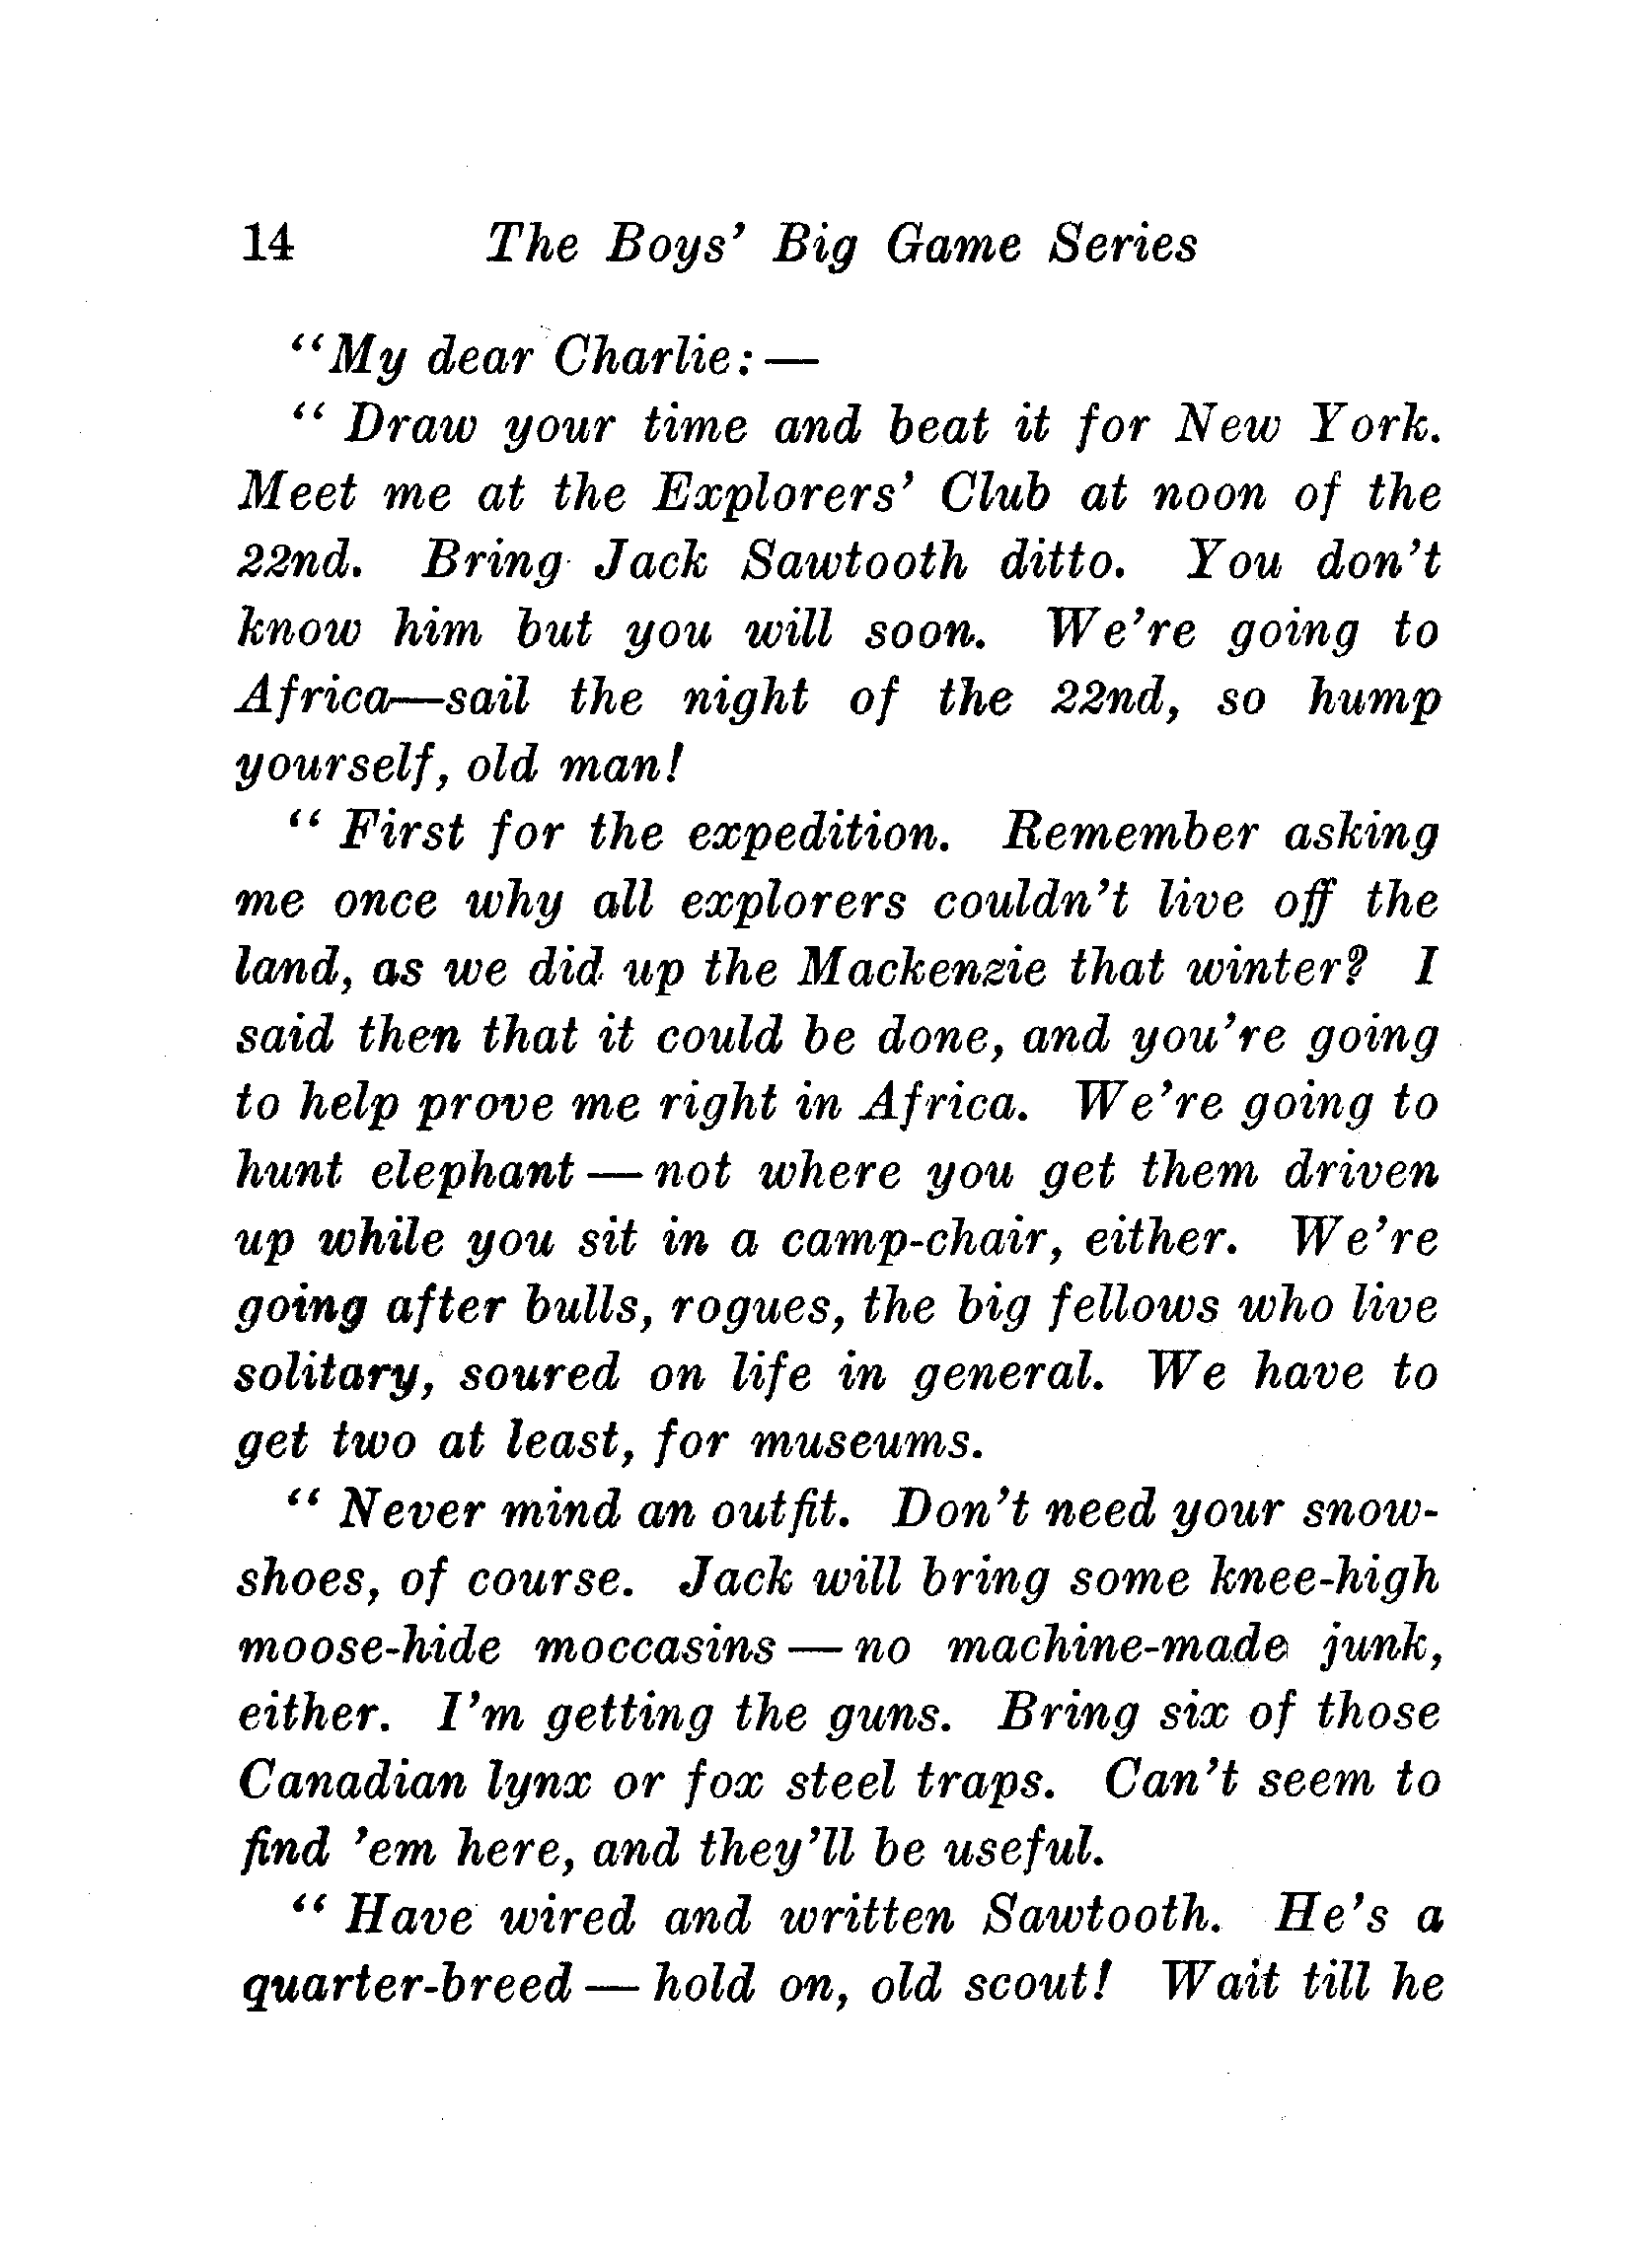 14 The Boys' Big Game Series
"My dear Charlie:—
" Draw your time and beat it for New York.
Meet me at the Explorers' Club at noon of the
22nd. Bring Jack Sawtooth ditto. You don't
know him but you will soon. We're going to
Africa—sail the night of the 22nd, so hump
yourself, old man!
" First for the expedition. Remember asking
me once why all explorers couldn't live off the
land, as we did up the Mackenzie that winter? I
said then that it could be done, and you're going
to help prove me right in Africa. We're going to
hunt elephant — not where you get them driven
up while you sit in a camp-chair, either. We're
going after bulls, rogues, the big fellows who live
solitary, soured on life in general. We have to
get two at least, for museums.
" Never mind an outfit. Don't need your snow-
shoes, of course. Jack will bring some knee-high
moose-hide moccasins — no machine-made junk,
either. I'm getting the guns. Bring six of those
Canadian lynx or fox steel traps. Can't seem to
find 'em here, and they'll be useful.
" Have wired and written Sawtooth. He's a
quarter-breed — hold on, old scout! Wait till he